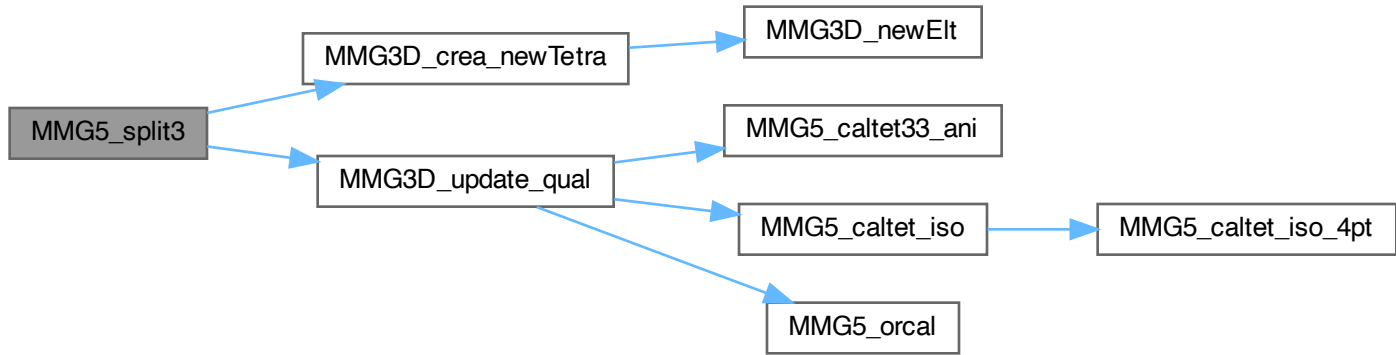 MMG5_split3
MMG3D_crea_newTetra
MMG3D_newElt
MMG3D_update_qual
MMG5_caltet33_ani
MMG5_caltet_iso
MMG5_caltet_iso_4pt
MMG5_orcal